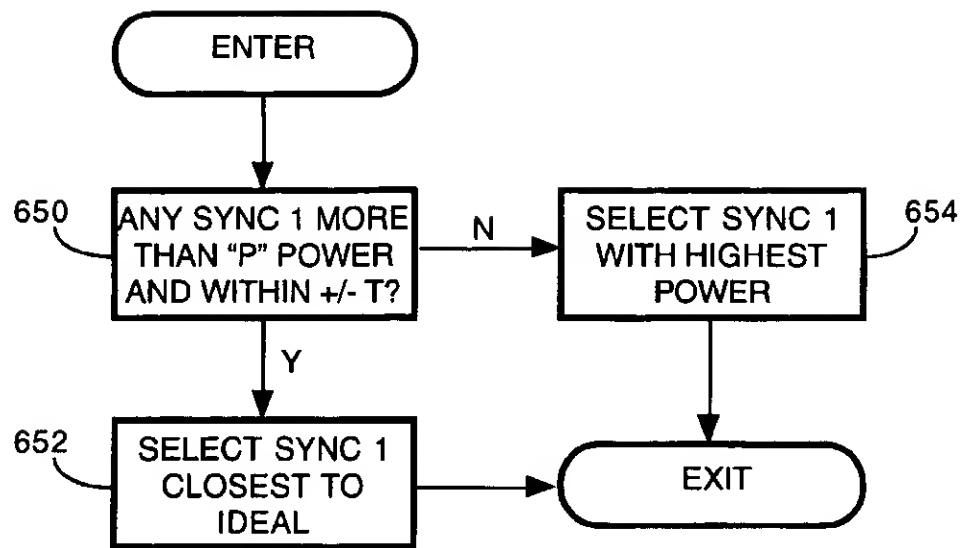 ENTER
650
ANY SYNC 1 MORE
THAN "P" POWER
AND WITHIN +/- T?
N
SELECT SYNC 1
WITH HIGHEST
POWER
654
Y
652
SELECT SYNC 1
CLOSEST TO
IDEAL
EXIT